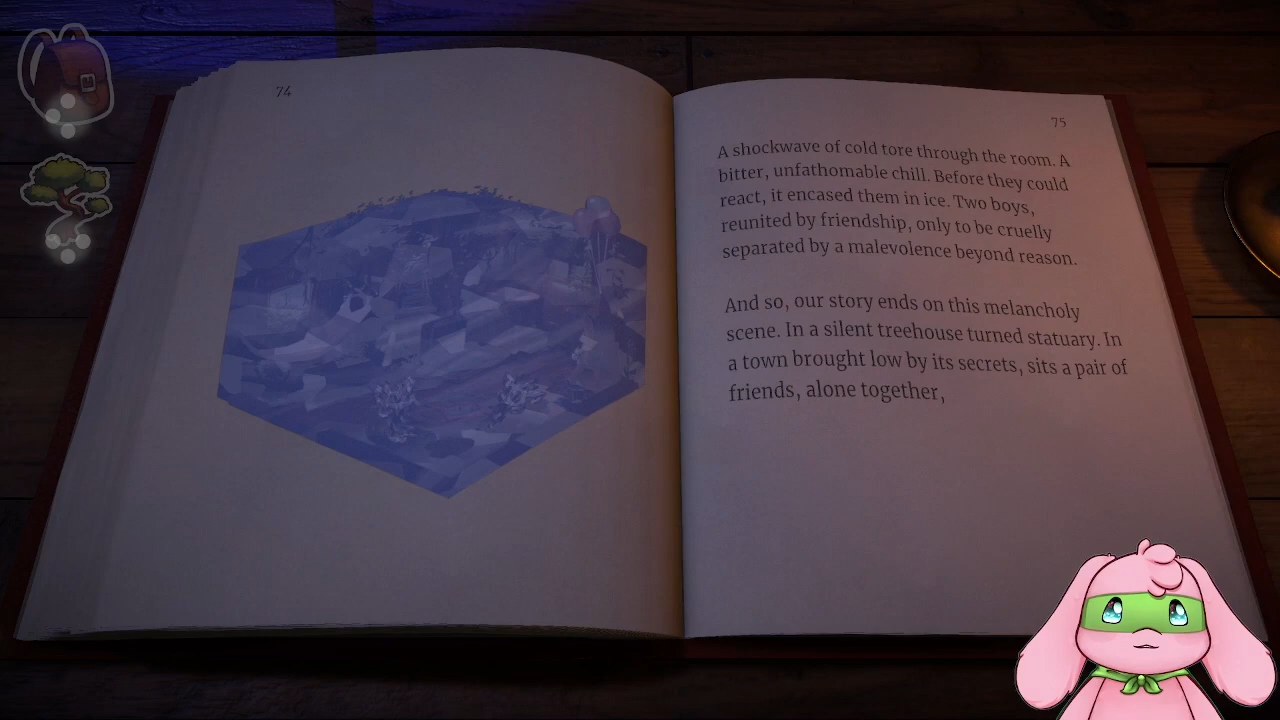 74
75
A shockwave of cold tore through the room. A
bitter, unfathomable chill. Before they could
react, it encased them in ice. Two boys,
reunited by friendship, only to be cruelly
separated by a malevolence beyond reason.
And so, our story ends on this melancholy
scene. In a silent treehouse turned statuary. In
a town brought low by its secrets, sits a pair of
friends, alone together,